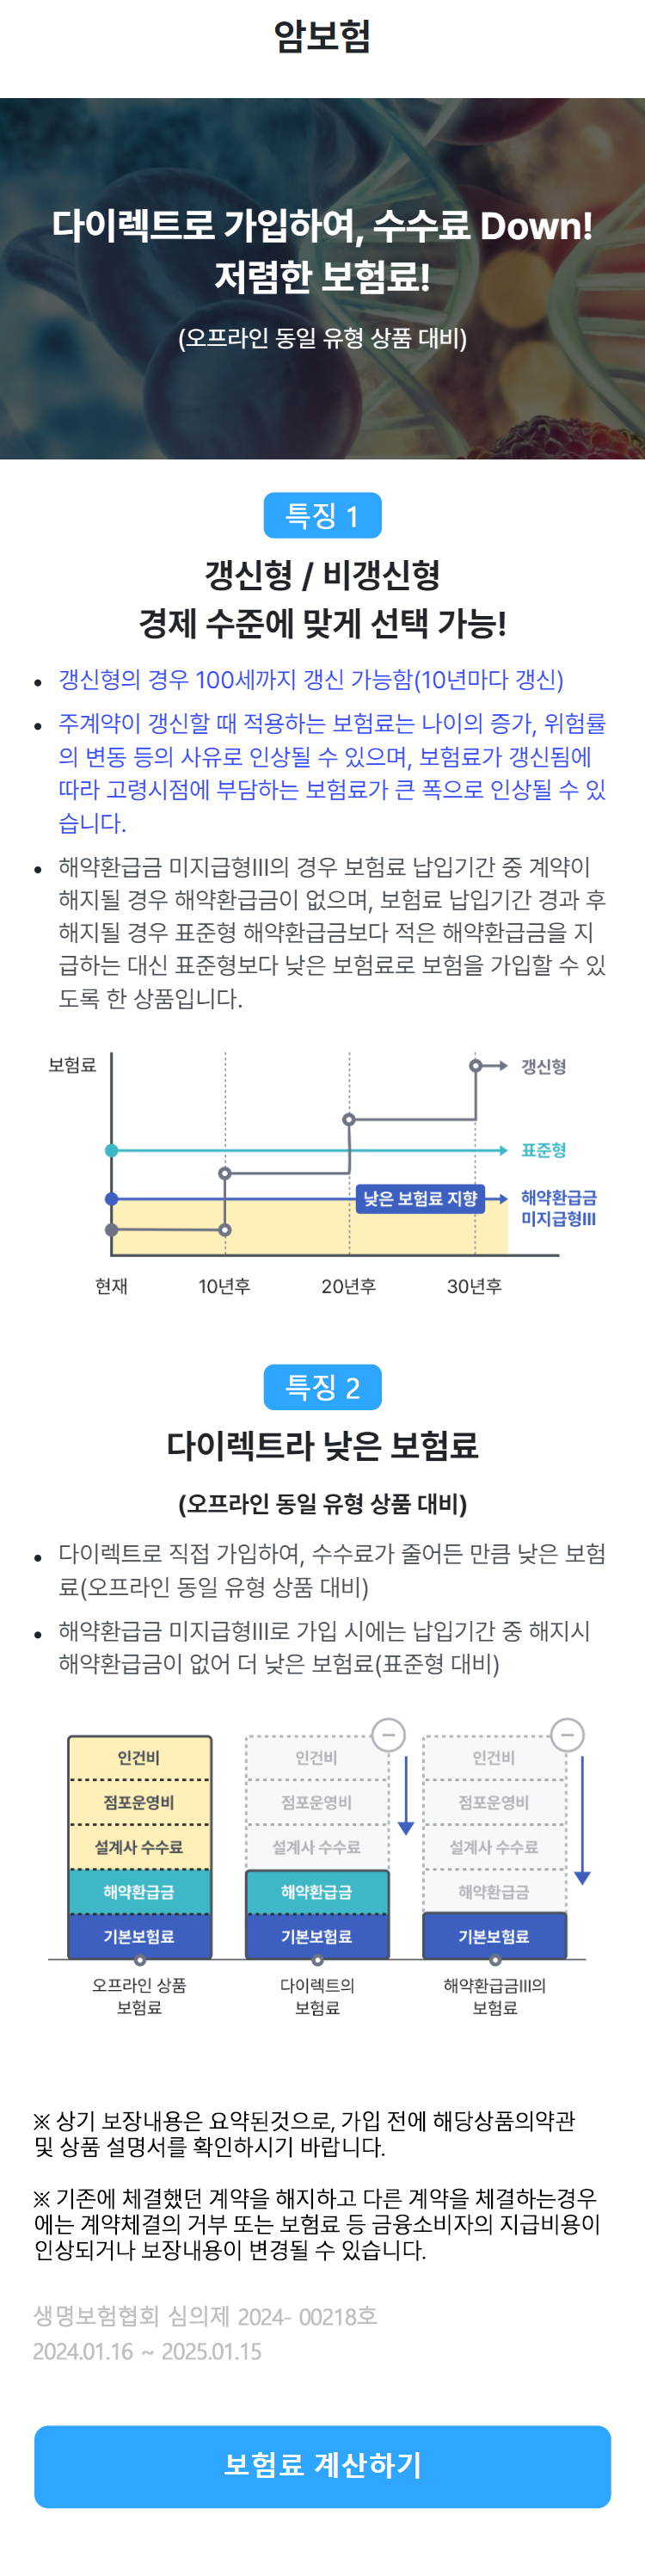 암보험
다이렉트로 가입하여, 수수료 Down!
저렴한 보험료!
(오프라인 동일 유형 상품 대비)
특징 1
갱신형 / 비갱신형
경제 수준에 맞게 선택 가능!
• 갱신형의 경우 100세까지 갱신 가능함(10년마다 갱신)
• 주계약이 갱신할 때 적용하는 보험료는 나이의 증가, 위험률
의 변동 등의 사유로 인상될 수 있으며, 보험료가 갱신됨에
따라 고령시점에 부담하는 보험료가 큰 폭으로 인상될 수 있
습니다.
• 해약환급금 미지급형III의 경우 보험료 납입기간 중 계약이
해지될 경우 해약환급금이 없으며, 보험료 납입기간 경과 후
해지될 경우 표준형 해약환급금보다 적은 해약환급금을 지
급하는 대신 표준형보다 낮은 보험료로 보험을 가입할 수 있
도록 한 상품입니다.
보험료
갱신형
표준형
낮은 보험료 지향
해약환급금
미지급형III
현재 10년후 20년후 30년후
특징 2
다이렉트라 낮은 보험료
(오프라인 동일 유형 상품 대비)
• 다이렉트로 직접 가입하여, 수수료가 줄어든 만큼 낮은 보험
료(오프라인 동일 유형 상품 대비)
• 해약환급금 미지급형III로 가입 시에는 납입기간 중 해지시
해약환급금이 없어 더 낮은 보험료(표준형 대비)
인건비 인건비 인건비
점포운영비 점포운영비 점포운영비
설계사 수수료 설계사 수수료 설계사 수수료
해약환급금 해약환급금 해약환급금
기본보험료 기본보험료 기본보험료
오프라인 상품 다이렉트의 해약환급금III의
보험료 보험료 보험료
※ 상기 보장내용은 요약된것으로, 가입 전에 해당상품의약관
및 상품 설명서를 확인하시기 바랍니다.
※ 기존에 체결했던 계약을 해지하고 다른 계약을 체결하는경우
에는 계약체결의 거부 또는 보험료 등 금융소비자의 지급비용이
인상되거나 보장내용이 변경될 수 있습니다.
생명보험협회 심의제 2024- 00218호
2024.01.16 ~ 2025.01.15
보험료 계산하기